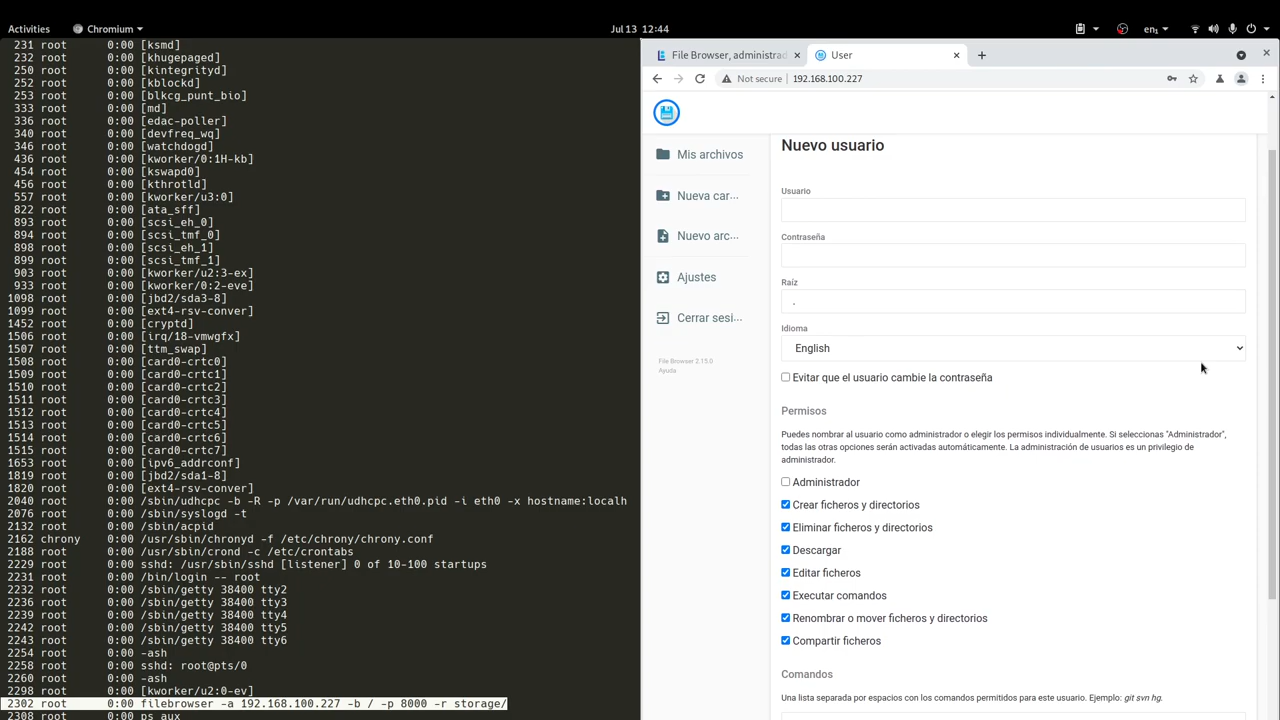 Activities
Chromium
Jul 13 12:44
en₁
231 root 0:00 [ksmd]
232 root 0:00 [khugepaged]
250 root 0:00 [kintegrityd]
252 root 0:00 [kblockd]
253 root 0:00 [blkcg_punt_bio]
333 root 0:00 [md]
336 root 0:00 [edac-poller]
340 root 0:00 [devfreq_wq]
346 root 0:00 [watchdogd]
436 root 0:00 [kworker/0:1H-kb]
454 root 0:00 [kswapd0]
456 root 0:00 [kthrotld]
557 root 0:00 [kworker/u3:0]
822 root 0:00 [ata_sff]
893 root 0:00 [scsi_eh_0]
894 root 0:00 [scsi_tmf_0]
898 root 0:00 [scsi_eh_1]
899 root 0:00 [scsi_tmf_1]
903 root 0:00 [kworker/u2:3-ex]
933 root 0:00 [kworker/0:2-eve]
1098 root 0:00 [jbd2/sda3-8]
1099 root 0:00 [ext4-rsv-conver]
1452 root 0:00 [cryptd]
1506 root 0:00 [irq/18-vmwgfx]
1507 root 0:00 [ttm_swap]
1508 root 0:00 [card0-crtc0]
1509 root 0:00 [card0-crtc1]
1510 root 0:00 [card0-crtc2]
1511 root 0:00 [card0-crtc3]
1512 root 0:00 [card0-crtc4]
1513 root 0:00 [card0-crtc5]
1514 root 0:00 [card0-crtc6]
1515 root 0:00 [card0-crtc7]
1653 root 0:00 [ipv6_addrconf]
1819 root 0:00 [jbd2/sda1-8]
1820 root 0:00 [ext4-rsv-conver]
2040 root 0:00 /sbin/udhcpc -b -R -p /var/run/udhcpc.eth0.pid -i eth0 -x hostname:localh
2076 root 0:00 /sbin/syslogd -t
2132 root 0:00 /sbin/acpid
2162 chrony 0:00 /usr/sbin/chronyd -f /etc/chrony/chrony.conf
2188 root 0:00 /usr/sbin/crond -c /etc/crontabs
2229 root 0:00 sshd: /usr/sbin/sshd [listener] 0 of 10-100 startups
2231 root 0:00 /bin/login -- root
2232 root 0:00 /sbin/getty 38400 tty2
2236 root 0:00 /sbin/getty 38400 tty3
2239 root 0:00 /sbin/getty 38400 tty4
2242 root 0:00 /sbin/getty 38400 tty5
2243 root 0:00 /sbin/getty 38400 tty6
2254 root 0:00 -ash
2258 root 0:00 sshd: root@pts/0
2260 root 0:00 -ash
2298 root 0:00 [kworker/u2:0-ev]
2302 root 0:00 filebrowser -a 192.168.100.227 -b / -p 8000 -r storage/
2308 root 0:00 ps aux
File Browser, administrad
User
Not secure
192.168.100.227
Mis archivos
Nueva car...
Nuevo arc...
Ajustes
Cerrar sesi...
File Browser 2.15.0
Ayuda
Nuevo usuario
Usuario
Contraseña
Raíz
.
Idioma
English
Evitar que el usuario cambie la contraseña
Permisos
Puedes nombrar al usuario como administrador o elegir los permisos individualmente. Si seleccionas "Administrador",
todas las otras opciones serán activadas automáticamente. La administración de usuarios es un privilegio de
administrador.
Administrador
Crear ficheros y directorios
Eliminar ficheros y directorios
Descargar
Editar ficheros
Executar comandos
Renombrar o mover ficheros y directorios
Compartir ficheros
Comandos
Una lista separada por espacios con los comandos permitidos para este usuario. Ejemplo: git svn hg.